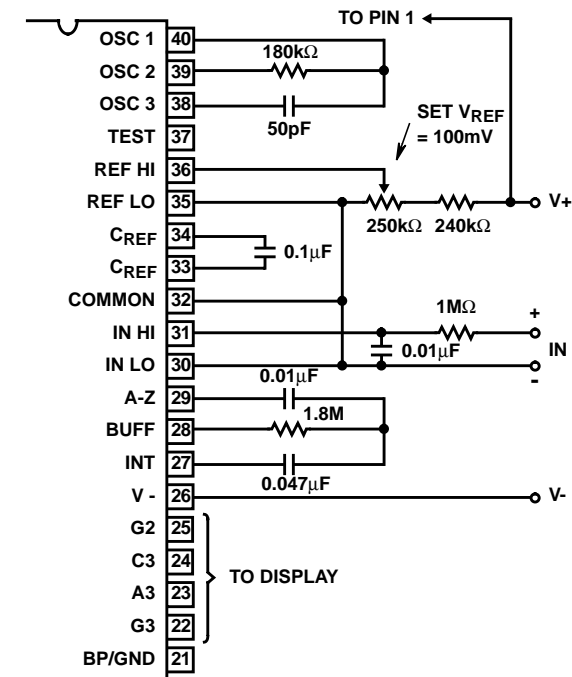 TO PIN 1
OSC 1 40
180kΩ
OSC 2 39
OSC 3 38
50pF
SET VREF
= 100mV
TEST 37
REF HI 36
REF LO 35
250kΩ 240kΩ
V+
CREF 34
0.1μF
CREF 33
COMMON 32
1MΩ
+
IN HI 31
IN
0.01μF
IN LO 30
-
0.01μF
A-Z 29
1.8M
BUFF 28
INT 27
0.047μF
V - 26
V-
G2 25
C3 24
TO DISPLAY
A3 23
G3 22
BP/GND 21